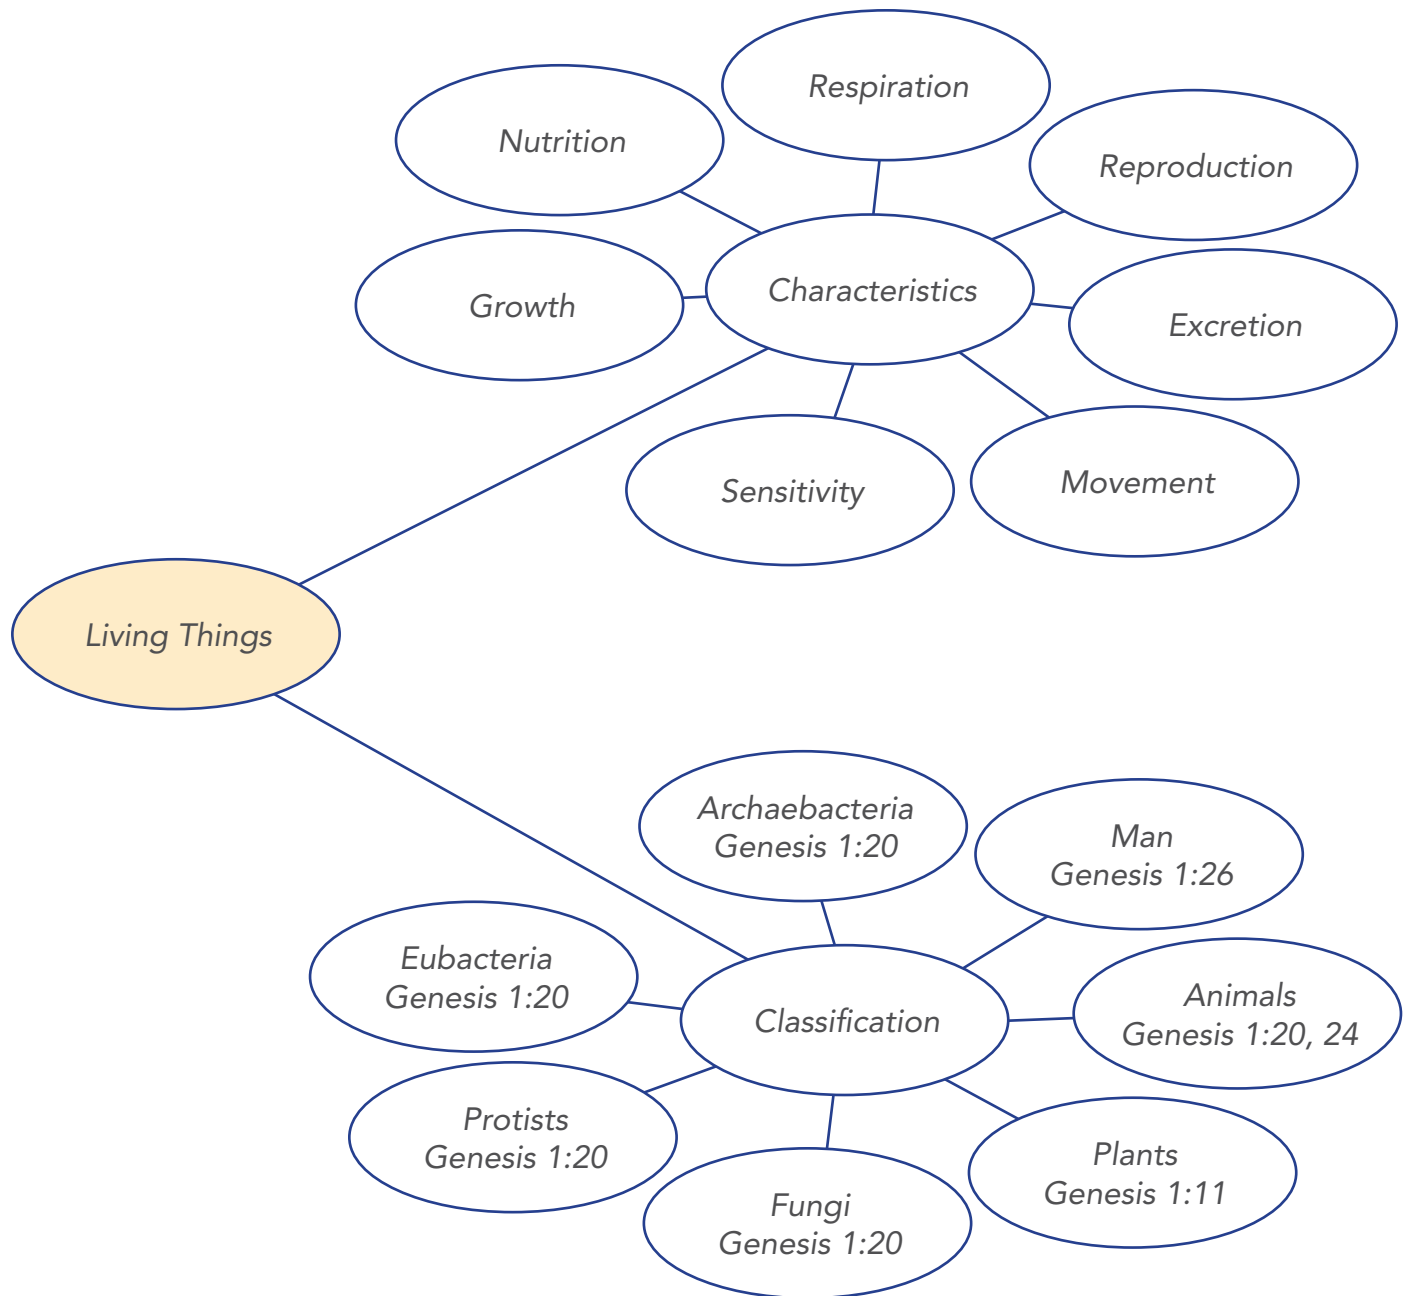 Respiration
Nutrition
Reproduction
Characteristics
Growth
Excretion
Sensitivity
Movement
Living Things
Archaebacteria
Genesis 1:20
Man
Genesis 1:26
Eubacteria
Genesis 1:20
Animals
Genesis 1:20, 24
Classification
Protists
Genesis 1:20
Plants
Genesis 1:11
Fungi
Genesis 1:20